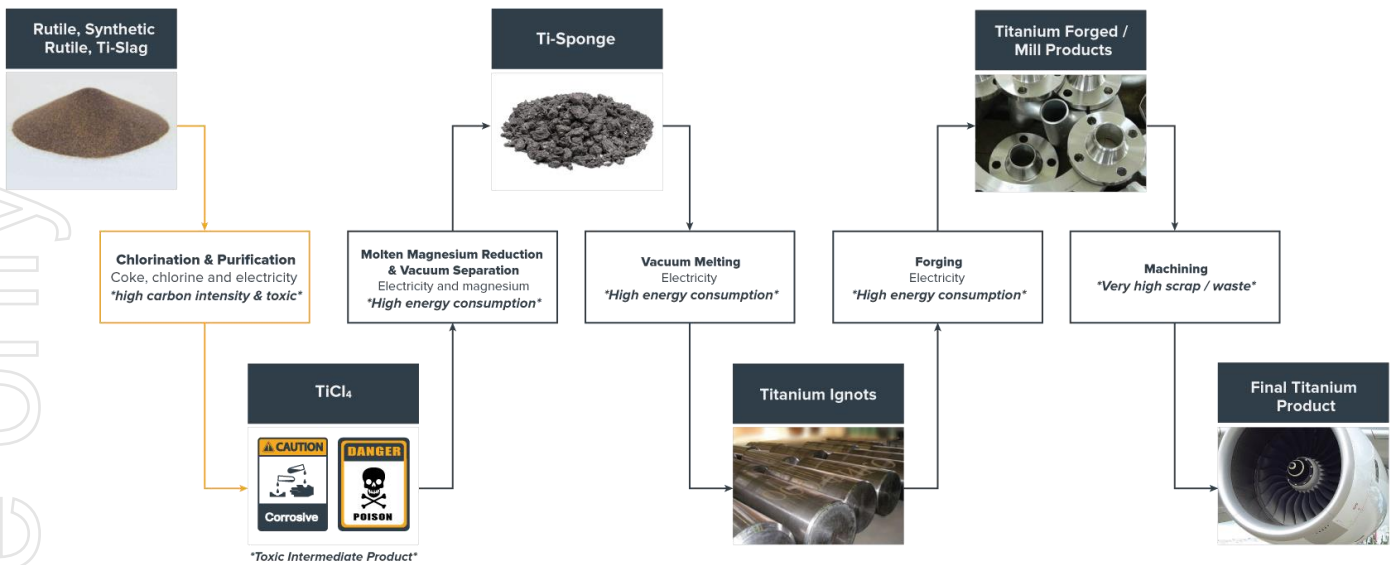 Rutile, Synthetic
Rutile, Ti-Slag
Ti-Sponge
Titanium Forged /
Mill Products
Chlorination & Purification
Coke, chlorine and electricity
*high carbon intensity & toxic*
Molten Magnesium Reduction
& Vacuum Separation
Electricity and magnesium
*High energy consumption*
Vacuum Melting
Electricity
*High energy consumption*
Forging
Electricity
*High energy consumption*
Machining
*Very high scrap / waste*
TiCl₄
CAUTION
Corrosive
DANGER
POISON
*Toxic Intermediate Product*
Titanium Ignots
Final Titanium
Product
e only